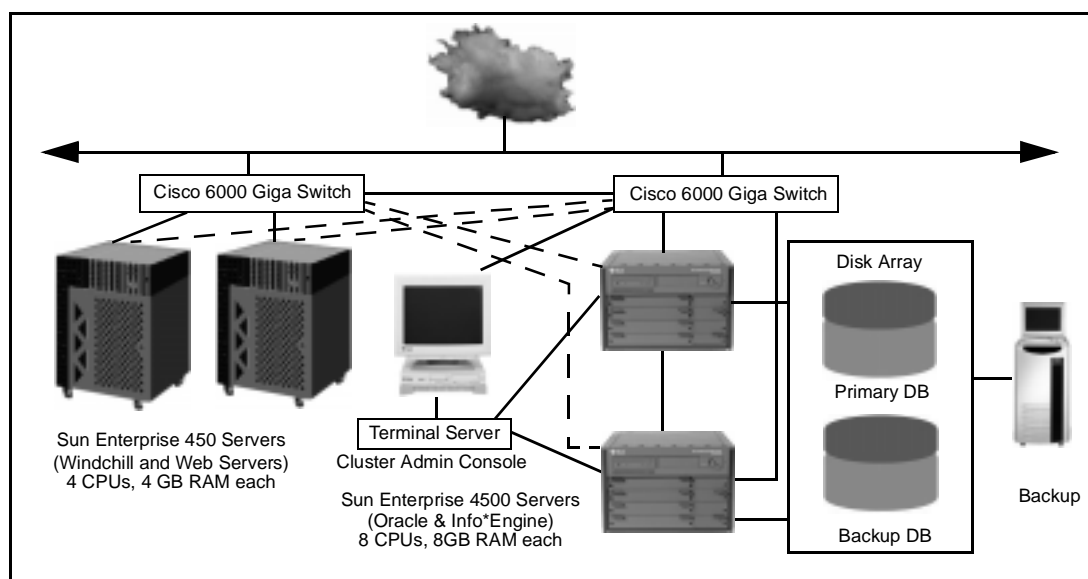 Cisco 6000 Giga Switch
Cisco 6000 Giga Switch
Disk Array
Primary DB
Terminal Server
Cluster Admin Console
Sun Enterprise 450 Servers
(Windchill and Web Servers)
4 CPUs, 4 GB RAM each
Sun Enterprise 4500 Servers
(Oracle & Info*Engine)
8 CPUs, 8GB RAM each
Backup DB
Backup